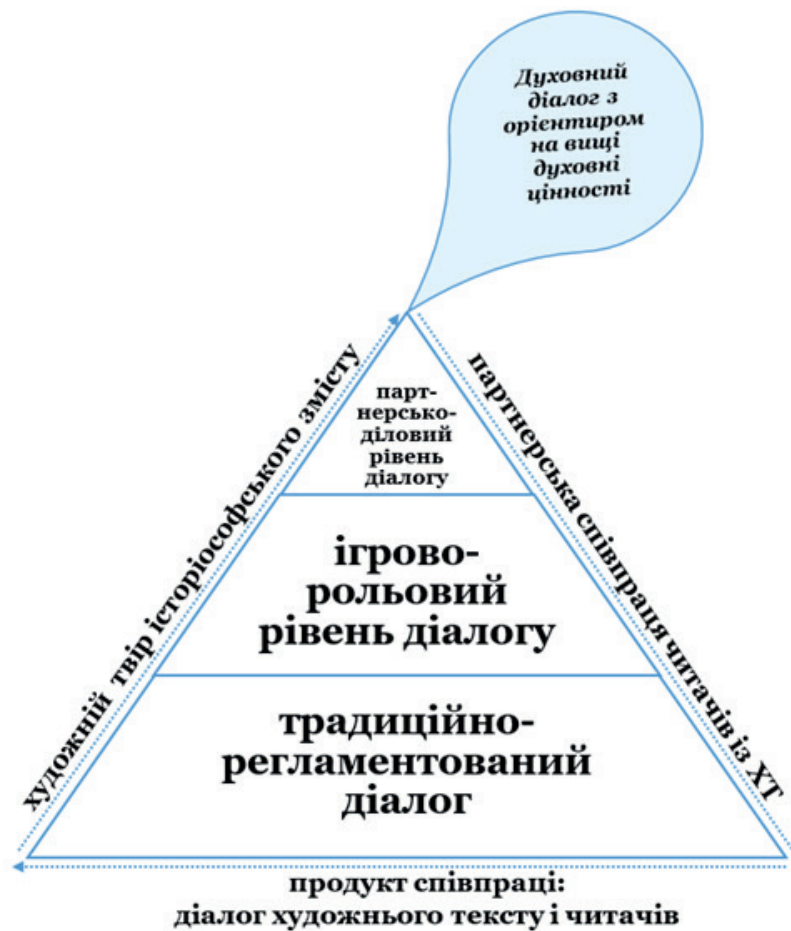 Духовний
діалог з
орієнтиром
на вищі
духовні
цінності
художній твір історіософського змісту
партнерська співпраця читачів із ХТ
парт-
нерсько-
діловий
рівень
діалогу
ігрово-
рольовий
рівень діалогу
традиційно-
регламентований
діалог
продукт співпраці:
діалог художнього тексту і читачів